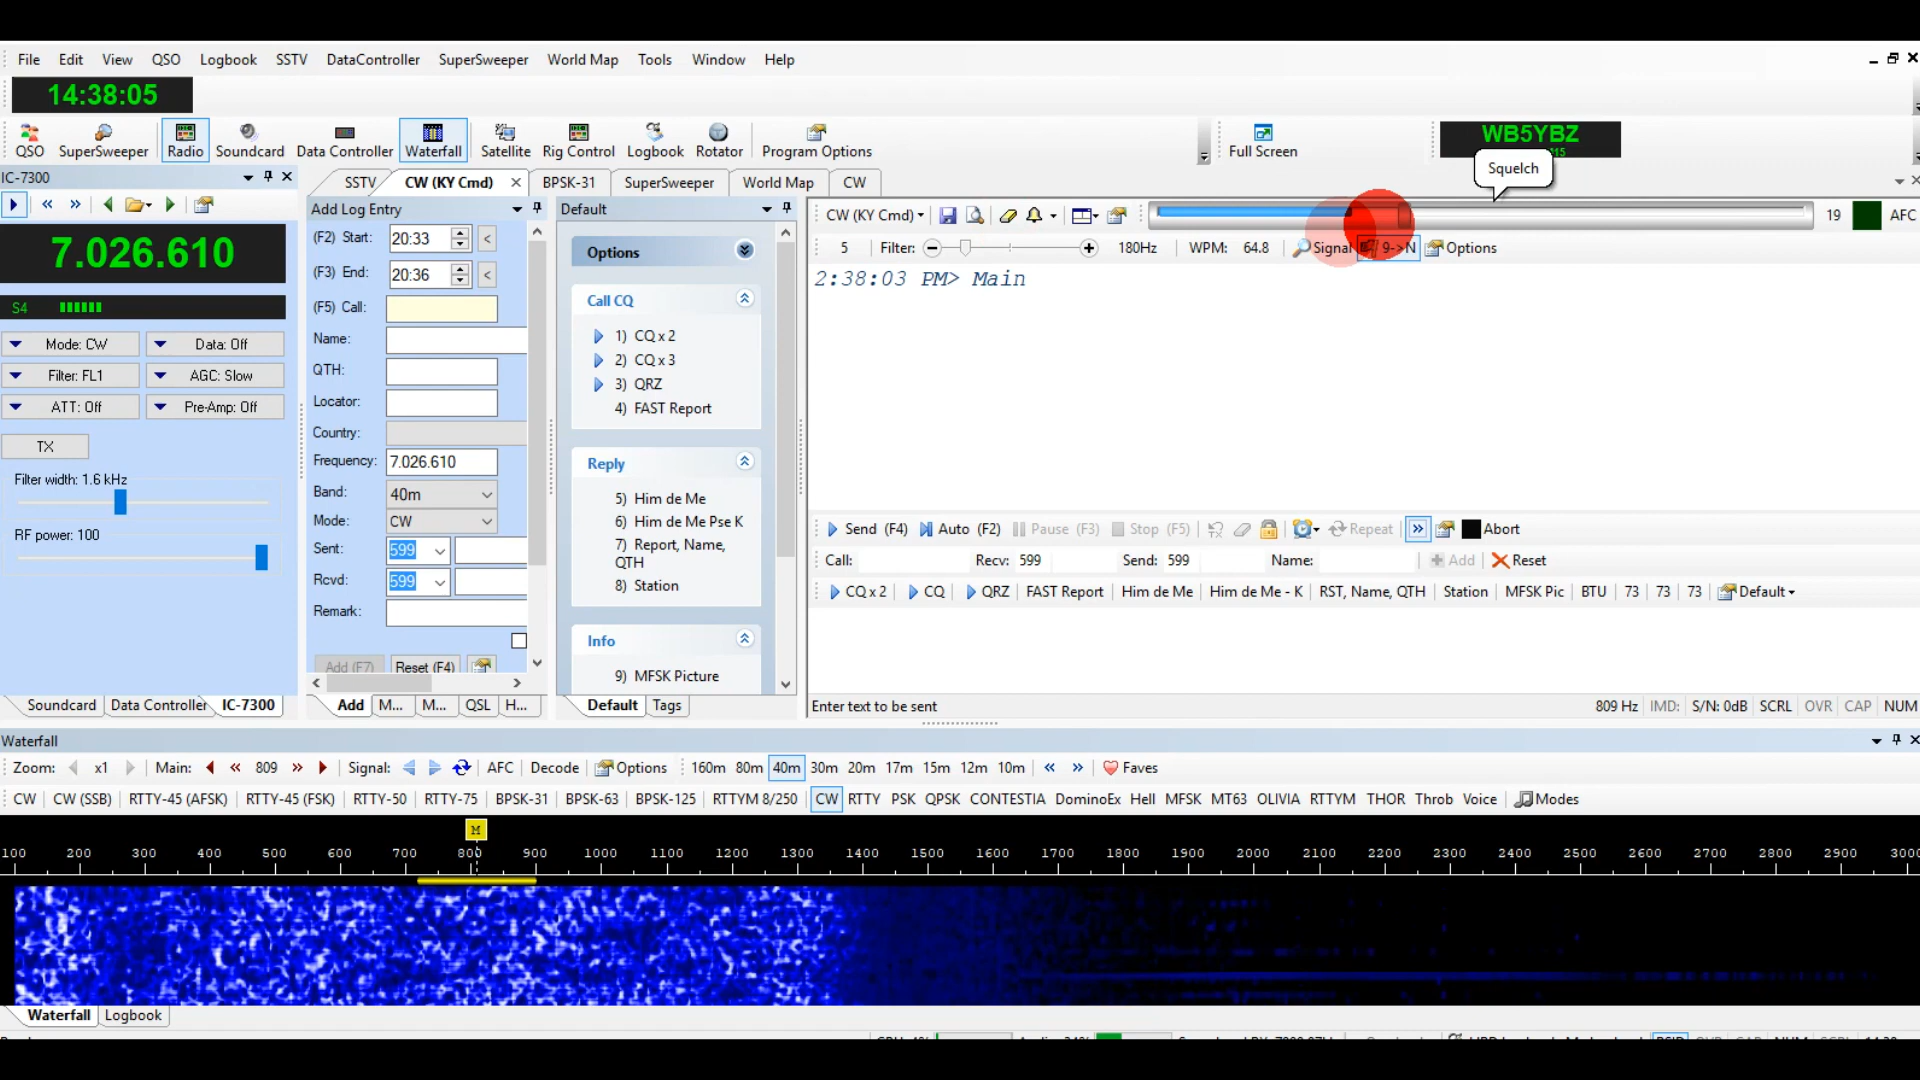 File Edit View QSO Logbook SSTV DataController SuperSweeper World Map Tools Window Help
14:38:05
QSO SuperSweeper Radio Soundcard Data Controller Waterfall Satellite Rig Control Logbook Rotator Program Options Full Screen
WB5YBZ
Squelch
IC-7300
SSTV CW (KY Cmd) BPSK-31 SuperSweeper World Map CW
7.026.610
S4
Mode: CW Data: Off
Filter: FL1 AGC: Slow
ATT: Off Pre-Amp: Off
TX
Filter width: 1.6 kHz
RF power: 100
Soundcard Data Controller IC-7300
Add Log Entry
(F2) Start: 20:33 <
(F3) End: 20:36 <
(F5) Call:
Name:
QTH:
Locator:
Country:
Frequency: 7.026.610
Band: 40m
Mode: CW
Sent: 599
Rcvd: 599
Remark:
Add (F7) Reset (F4)
Add M... M... QSL H...
Default
Options
Call CQ
1) CQ x 2
2) CQ x 3
3) QRZ
4) FAST Report
Reply
5) Him de Me
6) Him de Me Pse K
7) Report, Name,
QTH
8) Station
Info
9) MFSK Picture
Default Tags
CW (KY Cmd) 19 AFC
5 Filter: 180Hz WPM: 64.8 Signal 9->N Options
2:38:03 PM> Main
Send (F4) Auto (F2) Pause (F3) Stop (F5) Repeat Abort
Call: Recv: 599 Send: 599 Name: Add Reset
CQ x 2 CQ QRZ FAST Report Him de Me Him de Me - K RST, Name, QTH Station MFSK Pic BTU 73 73 73 Default
Enter text to be sent 809 Hz IMD: S/N: 0dB SCRL OVR CAP NUM
Waterfall
Zoom: x1 Main: 809 Signal: AFC Decode Options 160m 80m 40m 30m 20m 17m 15m 12m 10m Faves
CW CW (SSB) RTTY-45 (AFSK) RTTY-45 (FSK) RTTY-50 RTTY-75 BPSK-31 BPSK-63 BPSK-125 RTTYM 8/250 CW RTTY PSK QPSK CONTESTIA DominoEx Hell MFSK MT63 OLIVIA RTTYM THOR Throb Voice Modes
M
100 200 300 400 500 600 700 800 900 1000 1100 1200 1300 1400 1500 1600 1700 1800 1900 2000 2100 2200 2300 2400 2500 2600 2700 2800 2900 3000
Waterfall Logbook